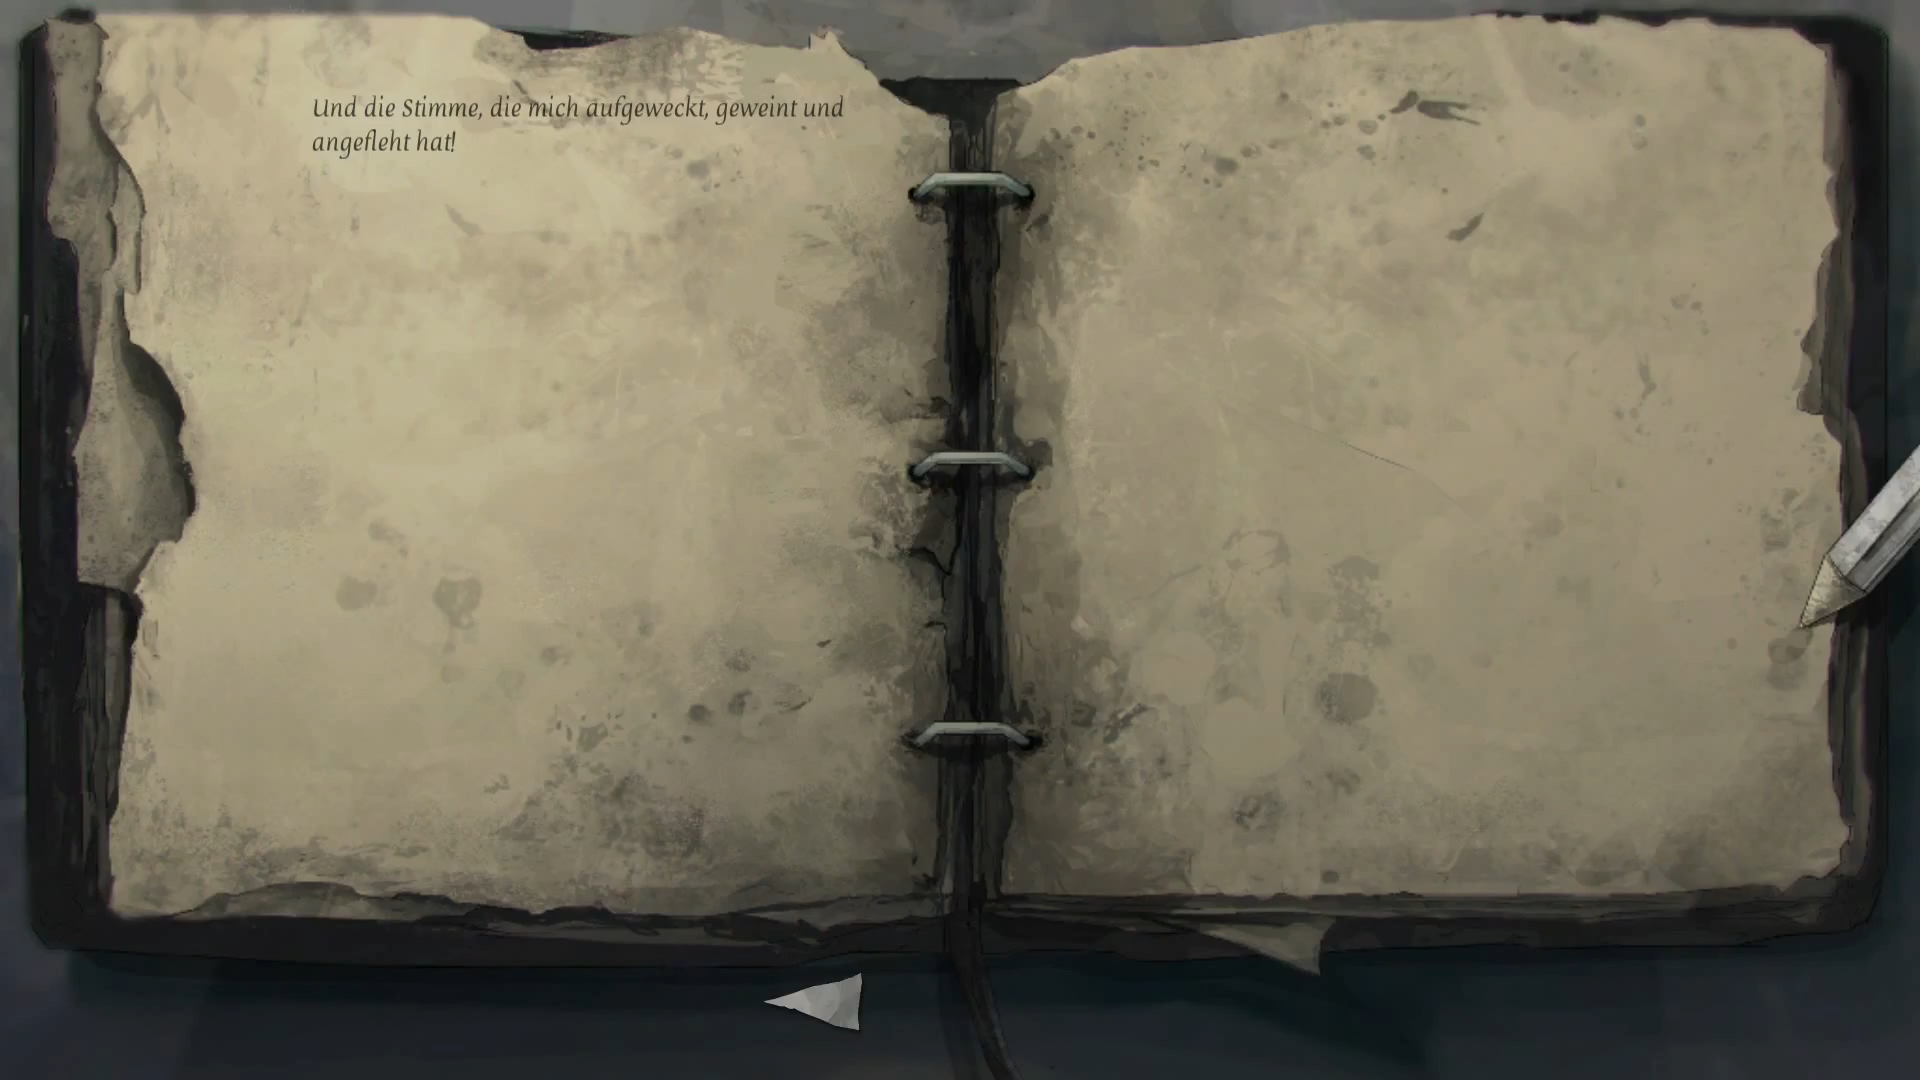 Und die Stimme, die mich aufgeweckt, geweint und
angefleht hat!